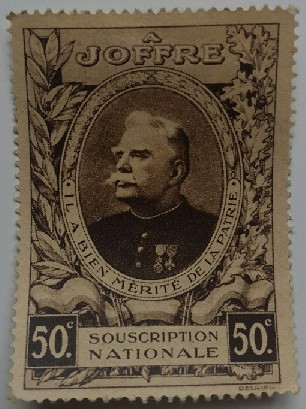 À
JOFFRE
IL A BIEN MÉRITÉ DE LA PATRIE
50c.
SOUSCRIPTION
NATIONALE
50c.